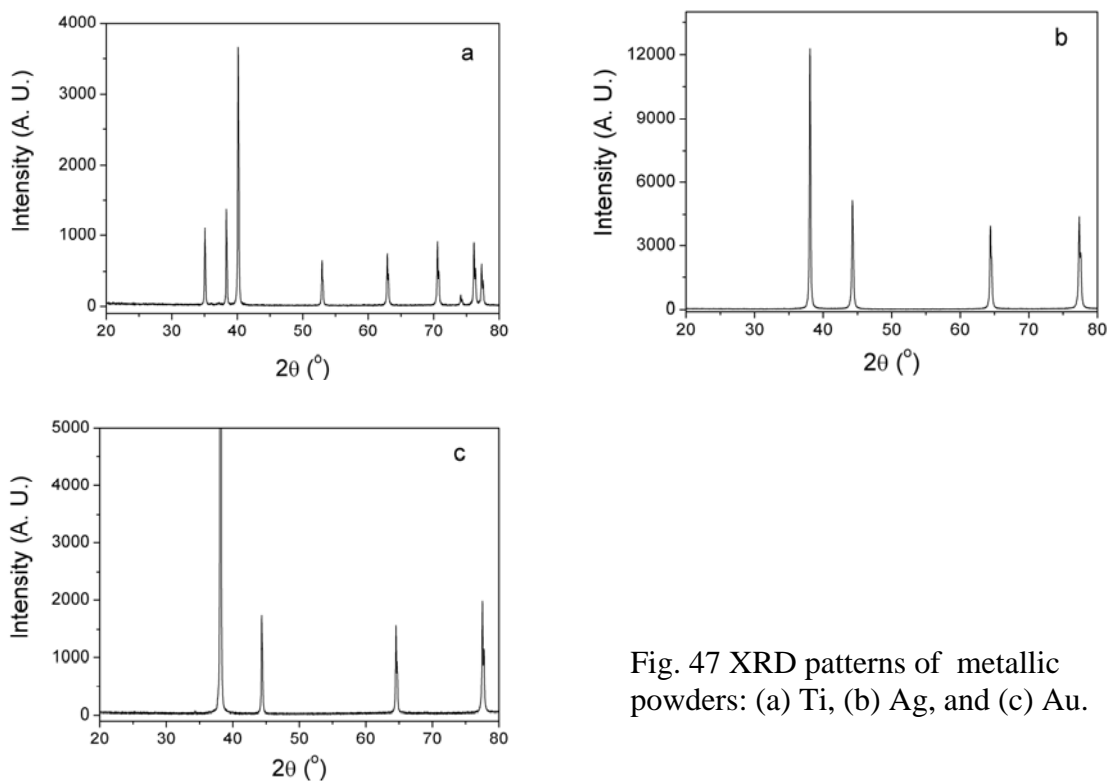 a
4000
3000
2000
1000
0
Intensity (A. U.)
20 30 40 50 60 70 80
2θ (°)
b
12000
9000
6000
3000
0
Intensity (A. U.)
20 30 40 50 60 70 80
2θ (°)
c
5000
4000
3000
2000
1000
0
Intensity (A. U.)
20 30 40 50 60 70 80
2θ (°)
Fig. 47 XRD patterns of metallic
powders: (a) Ti, (b) Ag, and (c) Au.